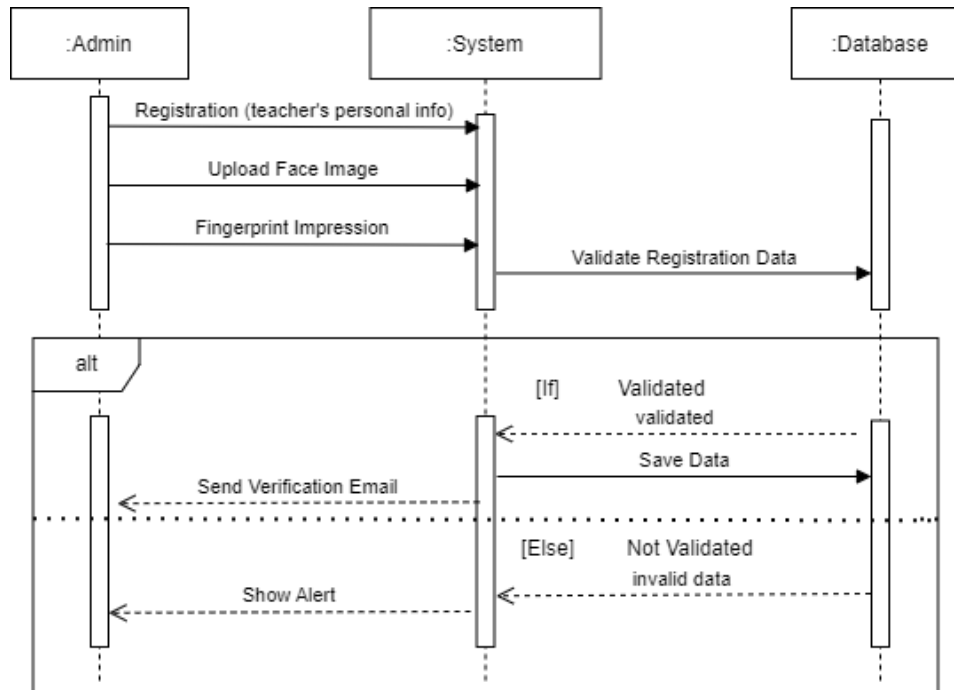 :Admin
:System
:Database
Registration (teacher's personal info)
Upload Face Image
Fingerprint Impression
Validate Registration Data
alt
[If] Validated
validated
Save Data
Send Verification Email
[Else] Not Validated
invalid data
Show Alert